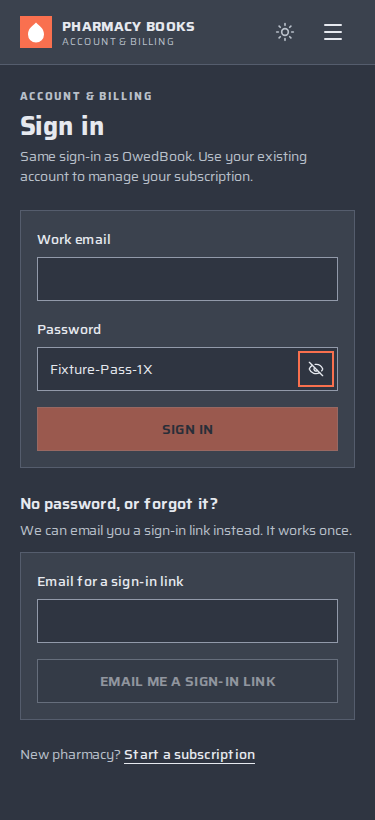 PHARMACY BOOKS
ACCOUNT & BILLING
ACCOUNT & BILLING
Sign in
Same sign-in as OwedBook. Use your existing
account to manage your subscription.
Work email
Password
Fixture-Pass-1X
SIGN IN
No password, or forgot it?
We can email you a sign-in link instead. It works once.
Email for a sign-in link
EMAIL ME A SIGN-IN LINK
New pharmacy? Start a subscription